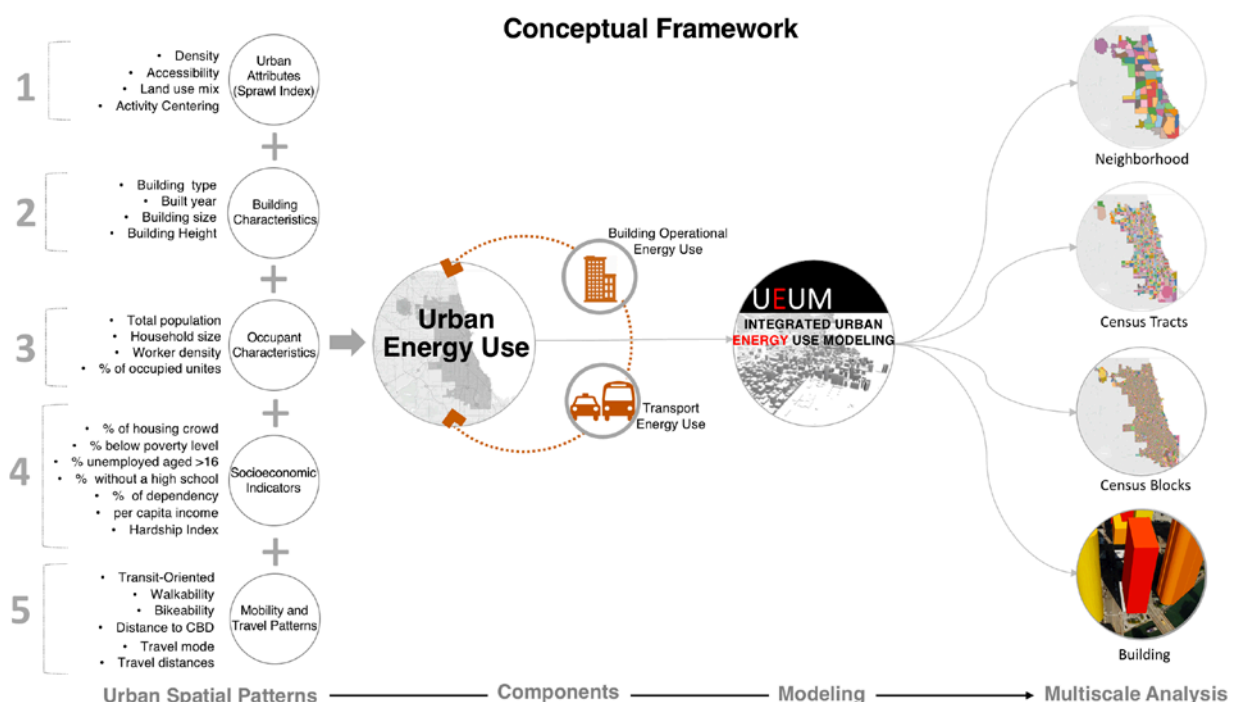 Conceptual Framework
1
• Density
• Accessibility
• Land use mix
• Activity Centering
Urban
Attributes
(Sprawl Index)
+
2
• Building type
• Built year
• Building size
• Building Height
Building
Characteristics
+
3
• Total population
• Household size
• Worker density
• % of occupied unites
Occupant
Characteristics
+
4
• % of housing crowd
• % below poverty level
• % unemployed aged >16
• % without a high school
• % of dependency
• per capita income
• Hardship Index
Socioeconomic
Indicators
+
5
• Transit-Oriented
• Walkability
• Bikeability
• Distance to CBD
• Travel mode
• Travel distances
Mobility and
Travel Patterns
Urban
Energy Use
Building Operational
Energy Use
Transport
Energy Use
UEUM
INTEGRATED URBAN
ENERGY USE MODELING
Neighborhood
Census Tracts
Census Blocks
Building
Urban Spatial Patterns
Components
Modeling
Multiscale Analysis